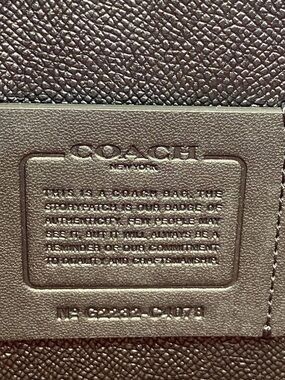 COACH
NEW YORK
THIS IS A COACH BAG. THE
STORYPATCH IS OUR BADGE OF
AUTHENTICITY. FEW PEOPLE MAY
SEE IT, BUT IT WILL ALWAYS BE A
REMINDER OF OUR COMMITMENT
TO QUALITY AND CRAFTSMANSHIP.
Nº G2232-C4078